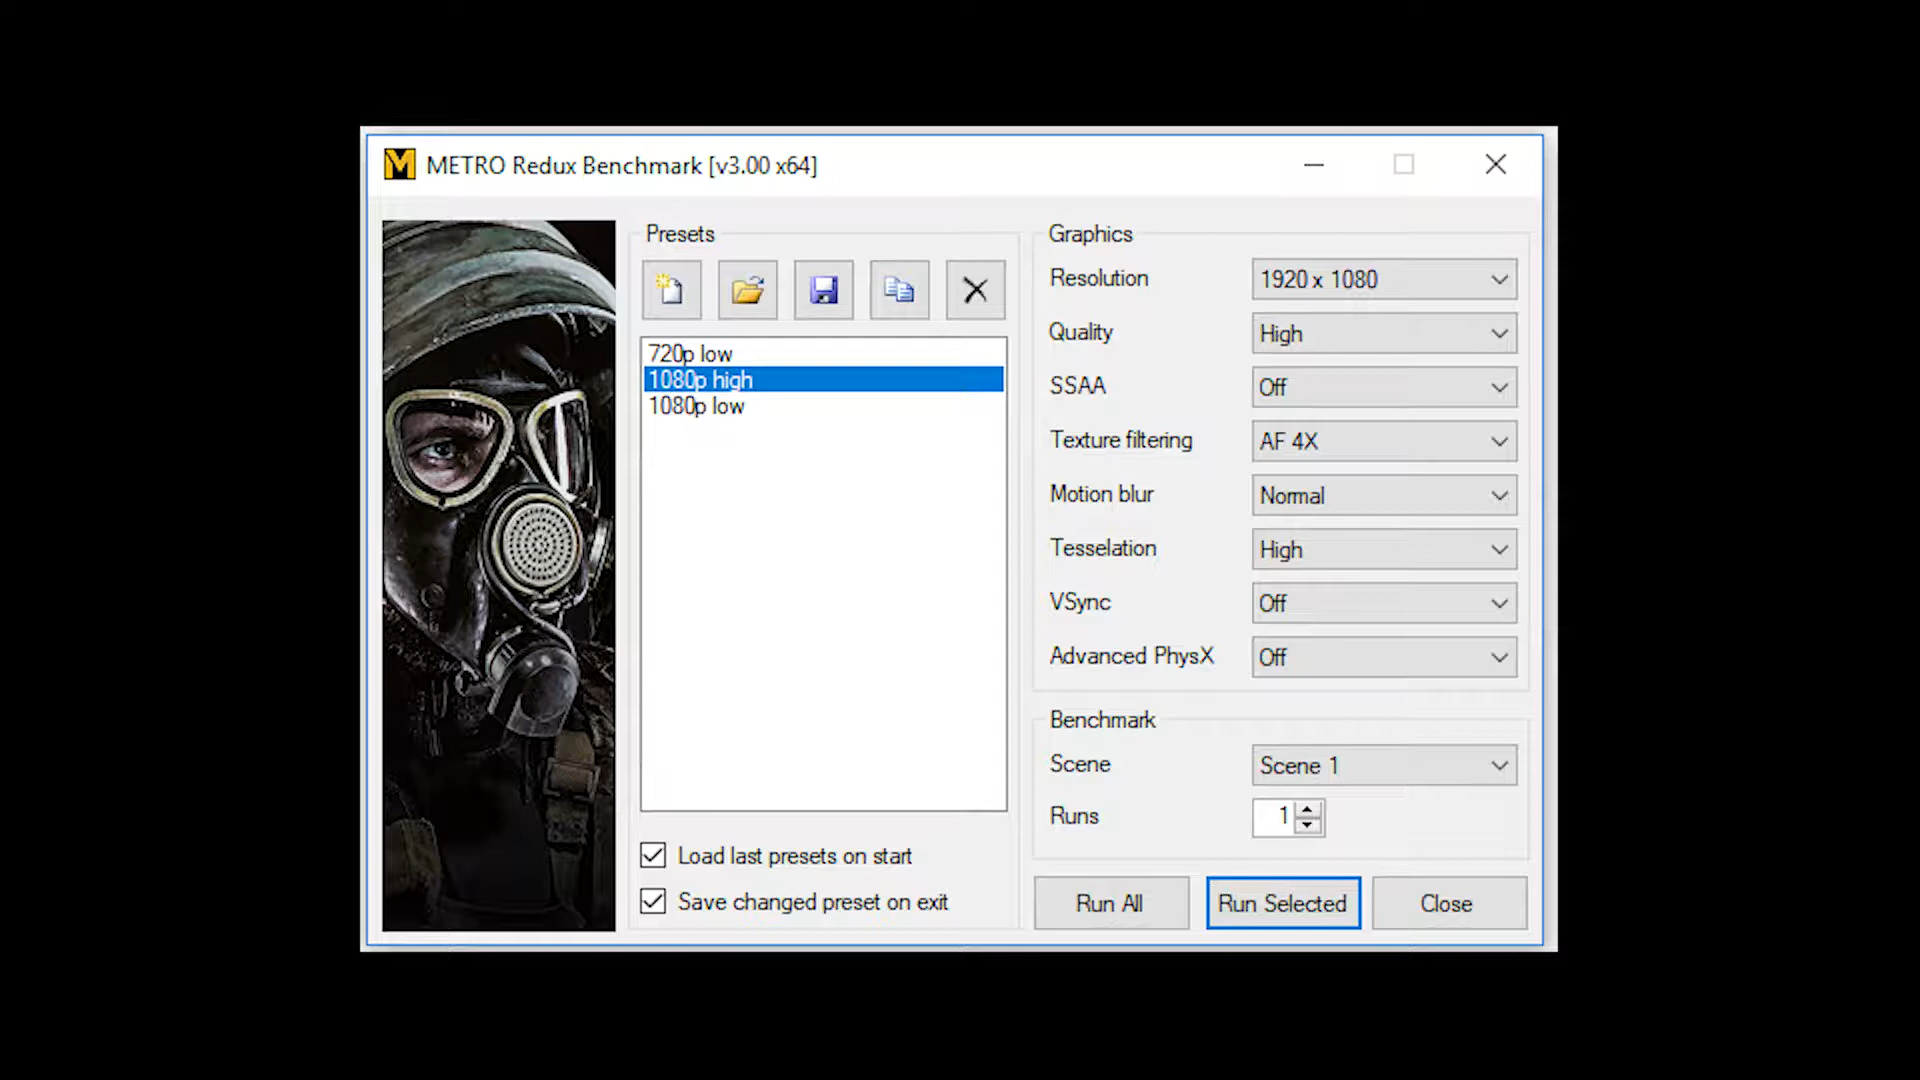 METRO Redux Benchmark [v3.00 x64]
Presets
720p low
1080p high
1080p low
Load last presets on start
Save changed preset on exit
Graphics
Resolution 1920 x 1080
Quality High
SSAA Off
Texture filtering AF 4X
Motion blur Normal
Tesselation High
VSync Off
Advanced PhysX Off
Benchmark
Scene Scene 1
Runs 1
Run All Run Selected Close